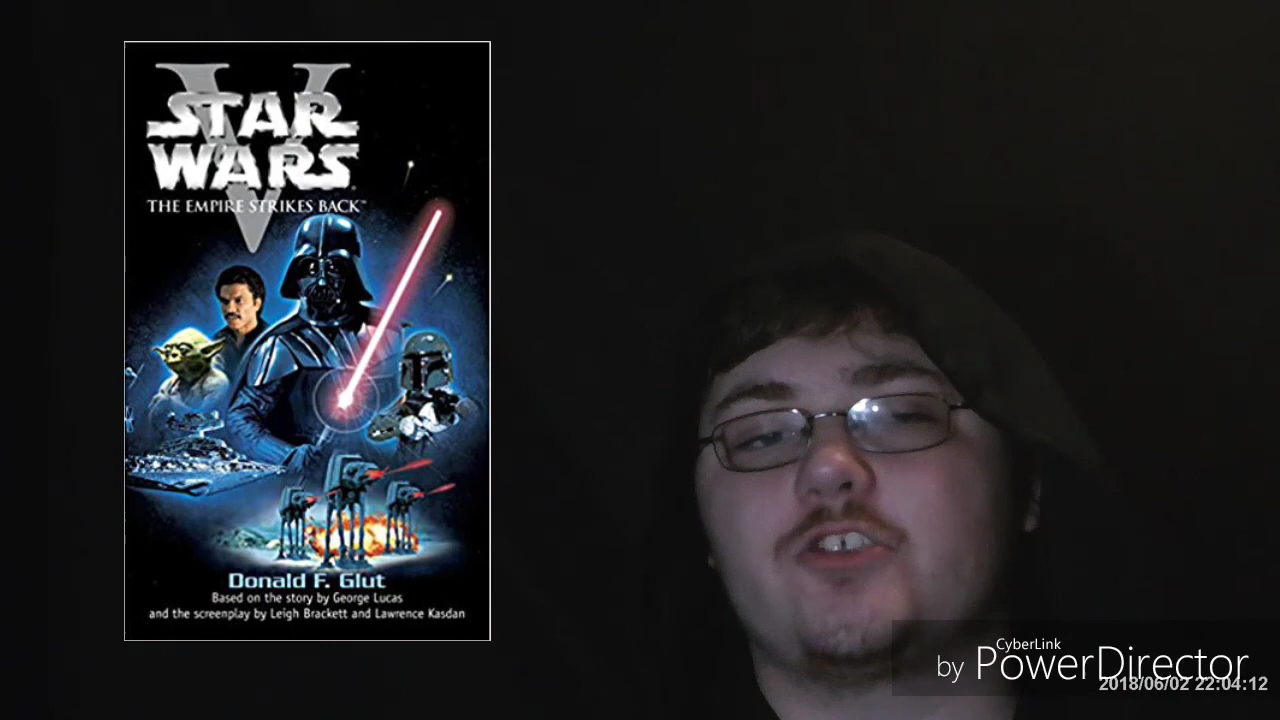 V
STAR
WARS
THE EMPIRE STRIKES BACK™
Donald F. Glut
Based on the story by George Lucas
and the screenplay by Leigh Brackett and Lawrence Kasdan
CyberLink
by PowerDirector
2018/06/02 22:04:12